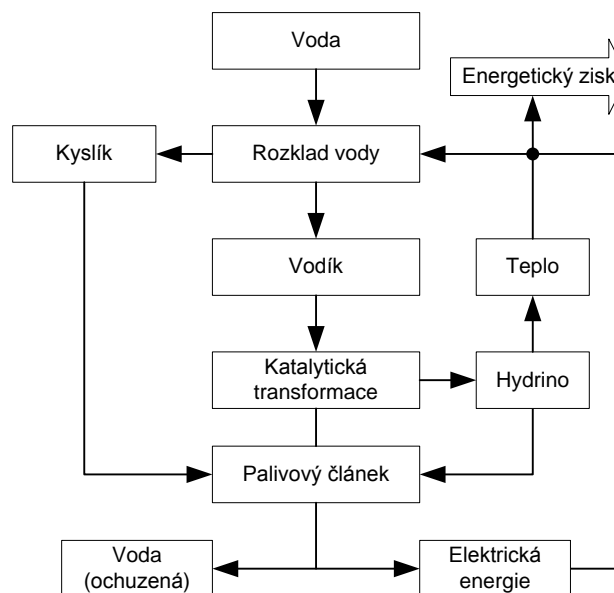 Voda
Energetický zisk
Kyslík
Rozklad vody
Vodík
Teplo
Katalytická
transformace
Hydrino
Palivový článek
Voda
(ochuzená)
Elektrická
energie